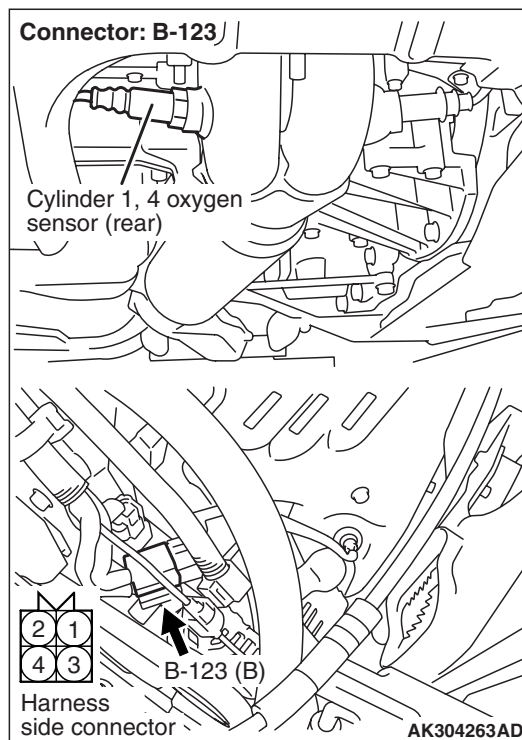 Connector: B-123
Cylinder 1, 4 oxygen
sensor (rear)
2 1
4 3
B-123 (B)
Harness
side connector
AK304263AD